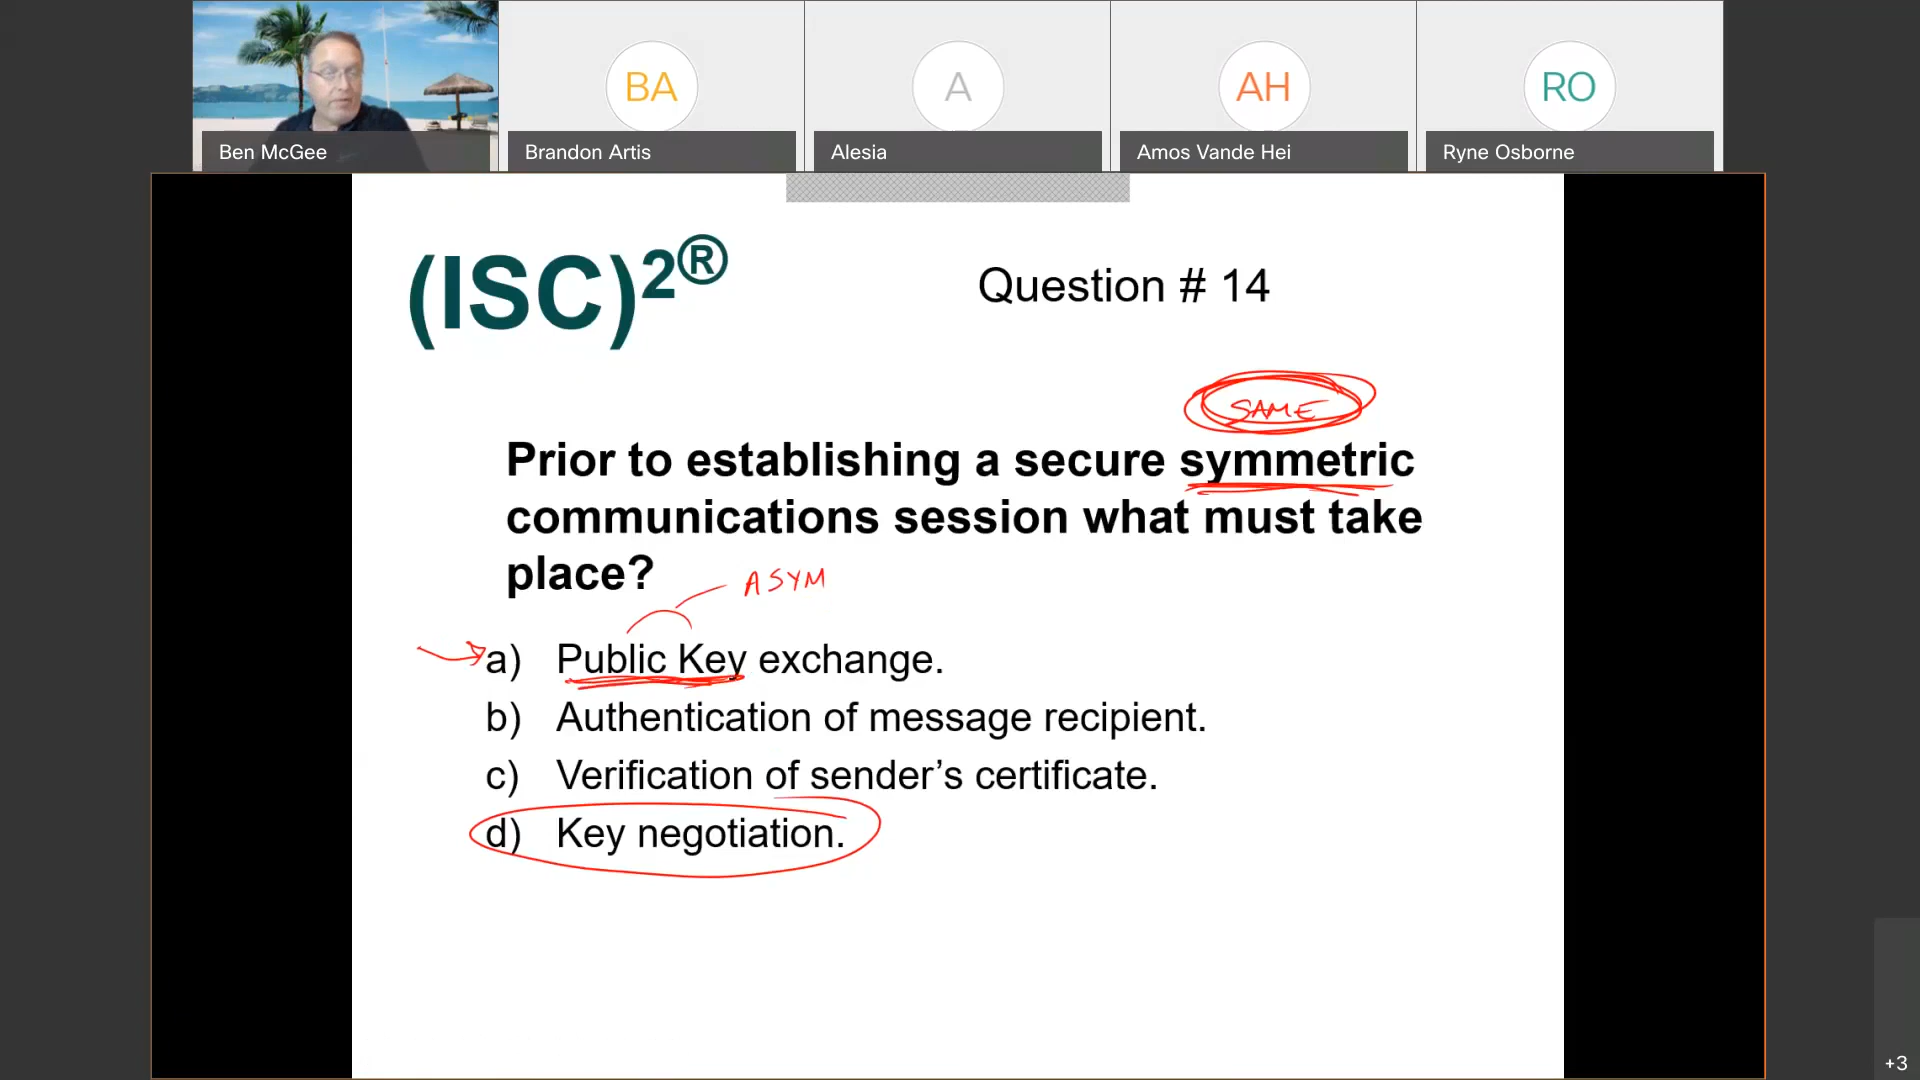 BA
A
AH
RO
Ben McGee
Brandon Artis
Alesia
Amos Vande Hei
Ryne Osborne
(ISC)2®
Question # 14
SAME
Prior to establishing a secure symmetric
communications session what must take
place?
ASYM
a) Public Key exchange.
b) Authentication of message recipient.
c) Verification of sender’s certificate.
d) Key negotiation.
+3